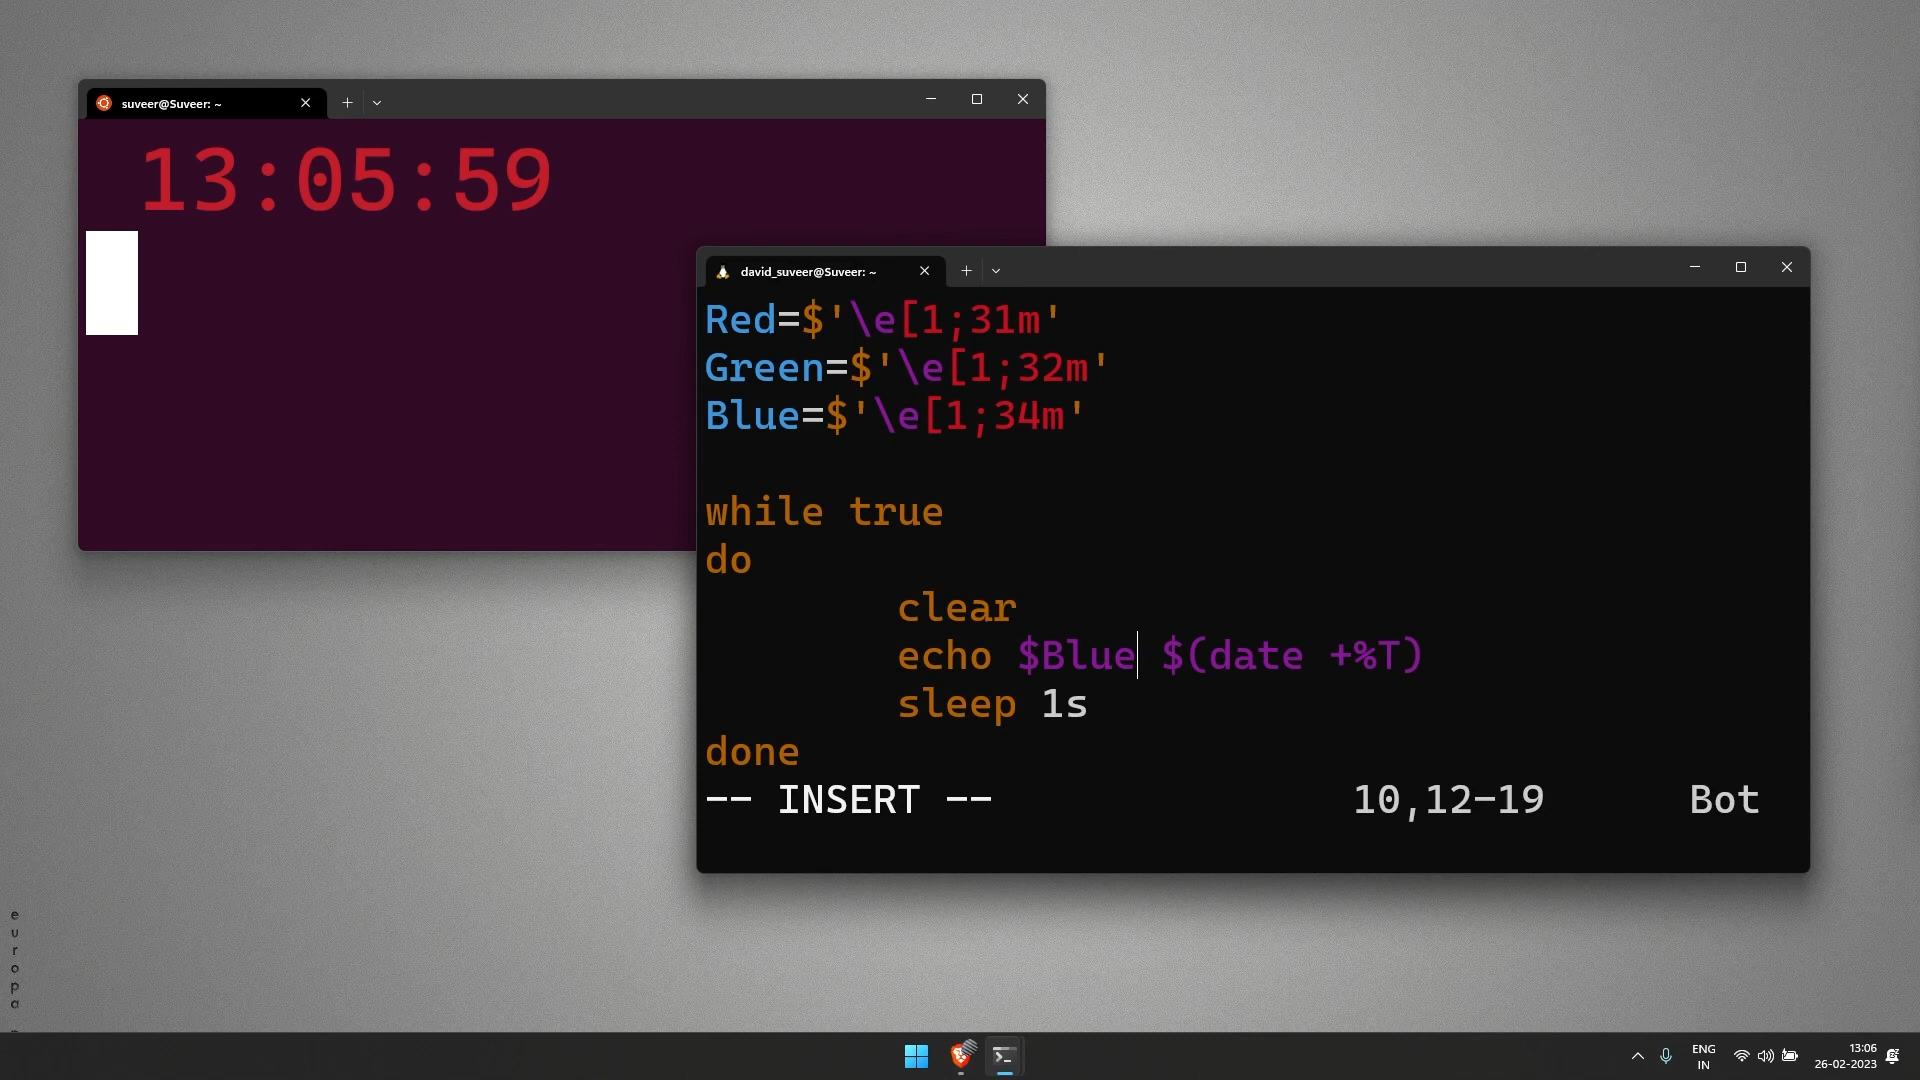 suveer@Suveer: ~
13:05:59
david_suveer@Suveer: ~
Red=$'\e[1;31m'
Green=$'\e[1;32m'
Blue=$'\e[1;34m'
while true
do
clear
echo $Blue $(date +%T)
sleep 1s
done
-- INSERT --
10,12-19
Bot
europa
ENG
IN
13:06
26-02-2023